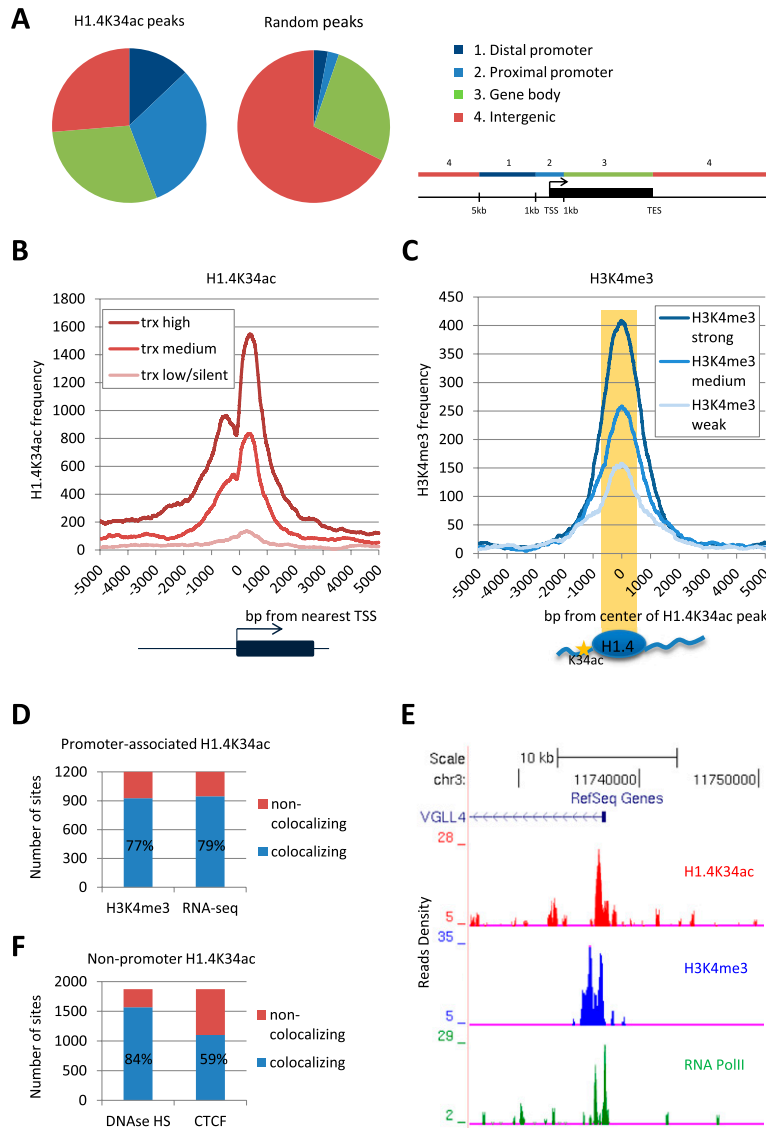 A
H1.4K34ac peaks
Random peaks
1. Distal promoter
2. Proximal promoter
3. Gene body
4. Intergenic
4 1 2 3 4
5kb 1kb TSS 1kb TES
B
H1.4K34ac
H1.4K34ac frequency
1800
1600
1400
1200
1000
800
600
400
200
0
trx high
trx medium
trx low/silent
-5000 -4000 -3000 -2000 -1000 0 1000 2000 3000 4000 5000
bp from nearest TSS
C
H3K4me3
H3K4me3 frequency
450
400
350
300
250
200
150
100
50
0
H3K4me3
strong
H3K4me3
medium
H3K4me3
weak
-5000 -4000 -3000 -2000 -1000 0 1000 2000 3000 4000 5000
bp from center of H1.4K34ac peak
H1.4
K34ac
D
Promoter-associated H1.4K34ac
Number of sites
1200
900
600
300
0
77% 79%
H3K4me3 RNA-seq
non-
colocalizing
colocalizing
E
Scale 10 kb
chr3: 11740000 11750000
RefSeq Genes
VGLL4
Reads Density
28
H1.4K34ac
5
35
H3K4me3
5
29
RNA PolII
2
F
Non-promoter H1.4K34ac
Number of sites
2000
1500
1000
500
0
84% 59%
DNAse HS CTCF
non-
colocalizing
colocalizing